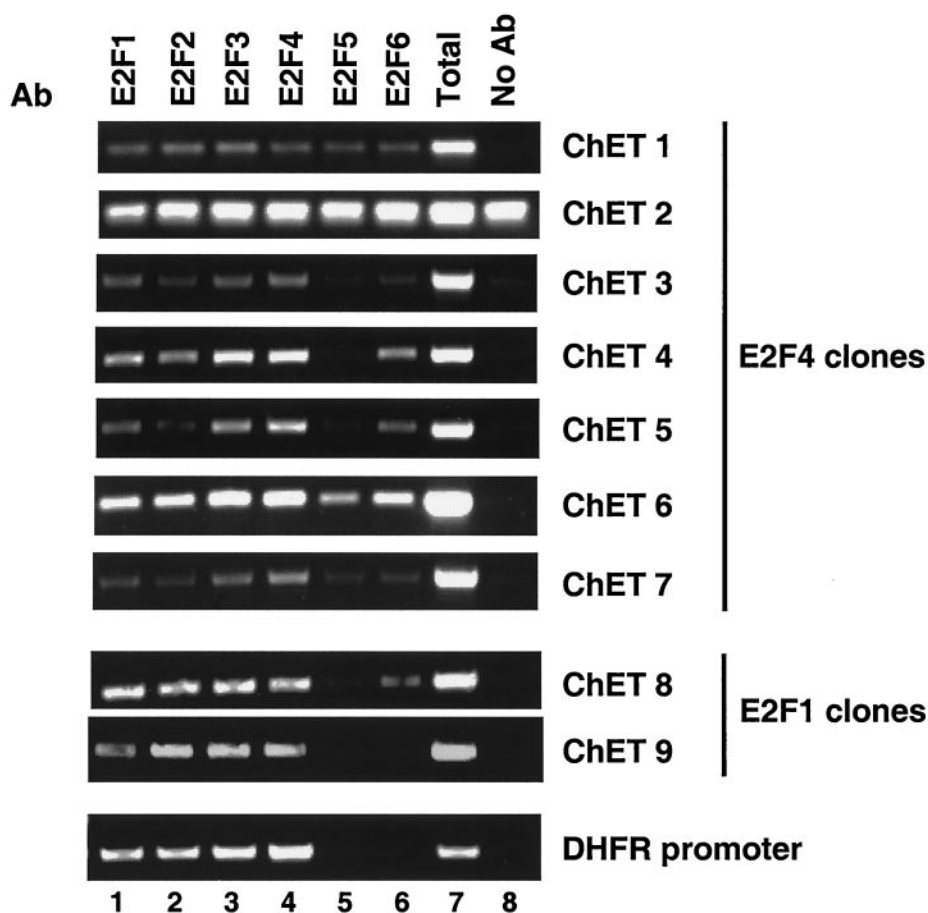 Ab E2F1 E2F2 E2F3 E2F4 E2F5 E2F6 Total No Ab
ChET 1
ChET 2
ChET 3
ChET 4
E2F4 clones
ChET 5
ChET 6
ChET 7
ChET 8
E2F1 clones
ChET 9
DHFR promoter
1 2 3 4 5 6 7 8